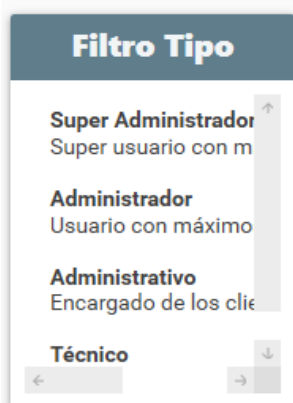 Filtro Tipo
Super Administrador
Super usuario con m
Administrador
Usuario con máximo
Administrativo
Encargado de los clie
Técnico